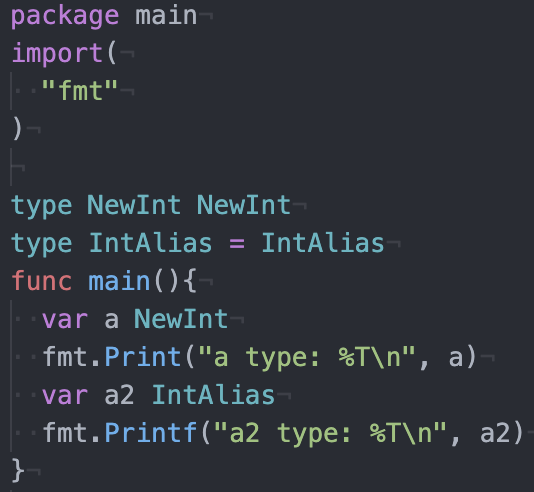 package main
import(
  "fmt"
)

type NewInt NewInt
type IntAlias = IntAlias
func main(){
  var a NewInt
  fmt.Print("a type: %T\n", a)
  var a2 IntAlias
  fmt.Printf("a2 type: %T\n", a2)
}